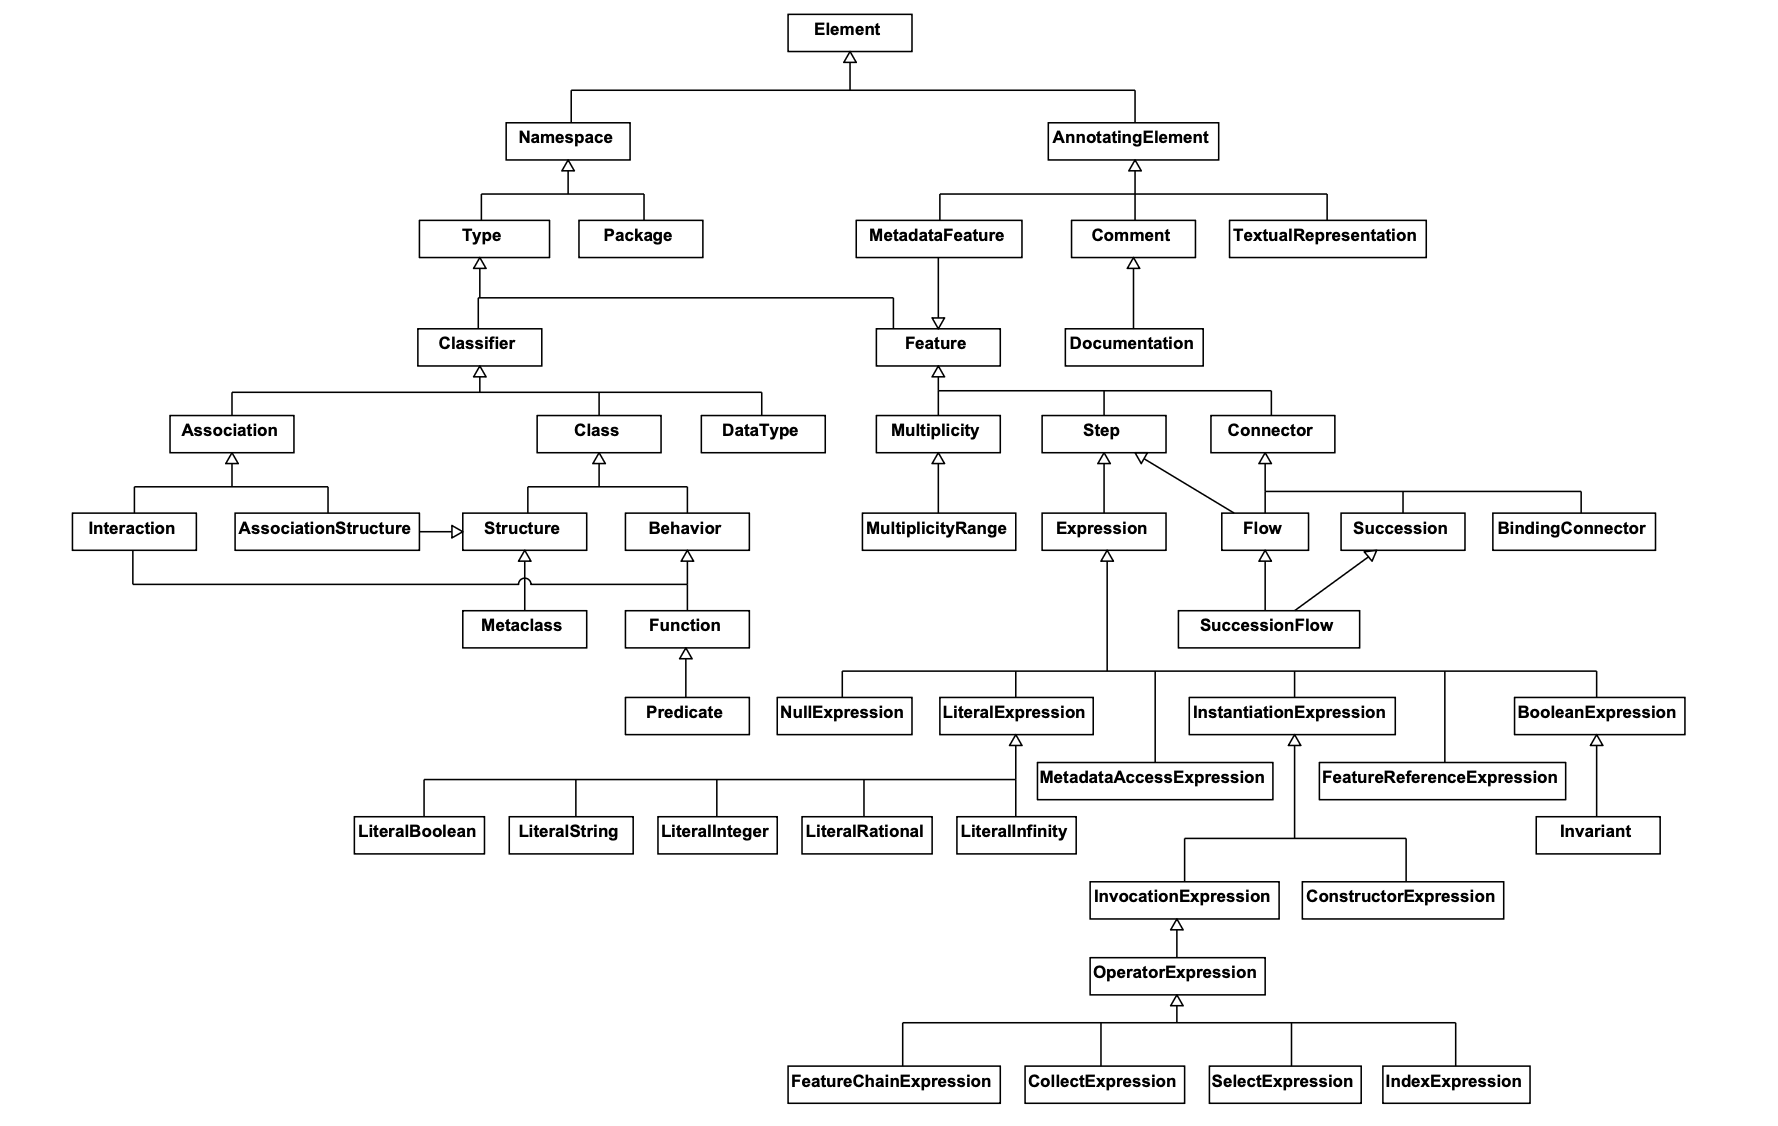 Element
Namespace
AnnotatingElement
Type
Package
MetadataFeature
Comment
TextualRepresentation
Classifier
Feature
Documentation
Association
Class
DataType
Multiplicity
Step
Connector
Interaction
AssociationStructure
Structure
Behavior
MultiplicityRange
Expression
Flow
Succession
BindingConnector
Metaclass
Function
SuccessionFlow
Predicate
NullExpression
LiteralExpression
InstantiationExpression
BooleanExpression
MetadataAccessExpression
FeatureReferenceExpression
LiteralBoolean
LiteralString
LiteralInteger
LiteralRational
LiteralInfinity
Invariant
InvocationExpression
ConstructorExpression
OperatorExpression
FeatureChainExpression
CollectExpression
SelectExpression
IndexExpression